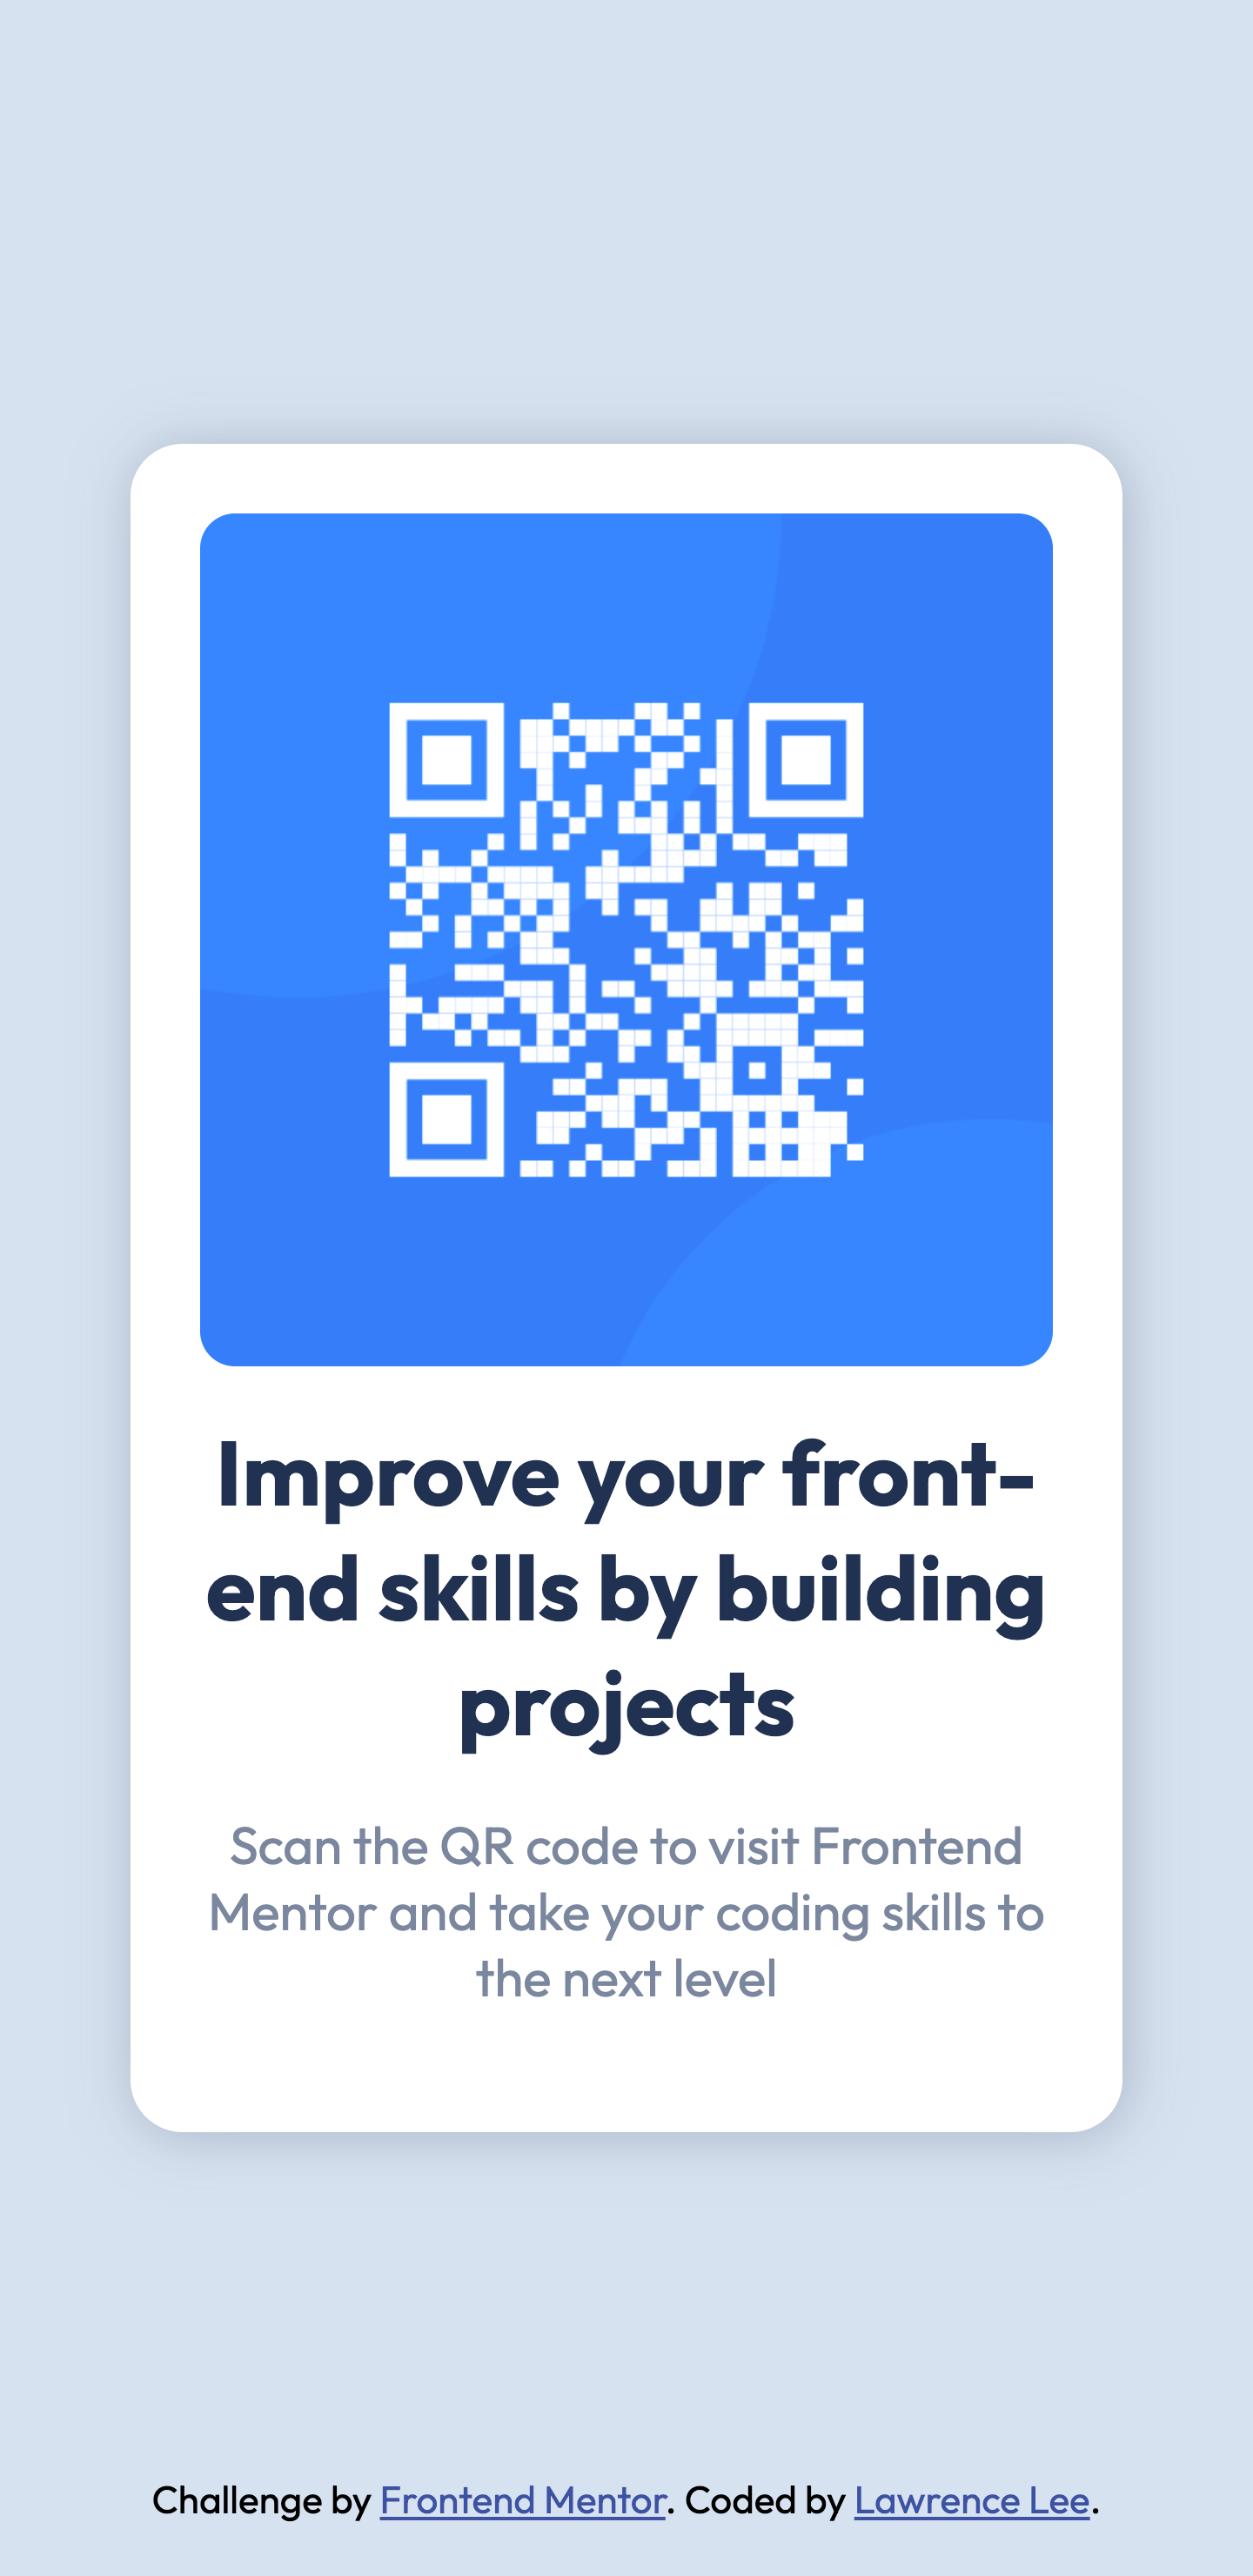 Improve your front-
end skills by building
projects
Scan the QR code to visit Frontend
Mentor and take your coding skills to
the next level
Challenge by Frontend Mentor. Coded by Lawrence Lee.